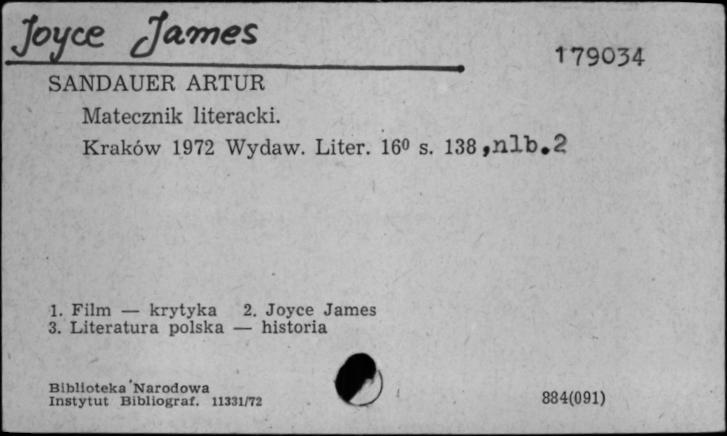 Joyce James
179034
SANDAUER ARTUR
Matecznik literacki.
Kraków 1972 Wydaw. Liter. 16⁰ s. 138,nlb.2
1. Film — krytyka 2. Joyce James
3. Literatura polska — historia
Biblioteka Narodowa
Instytut Bibliograf. 11331/72
884(091)